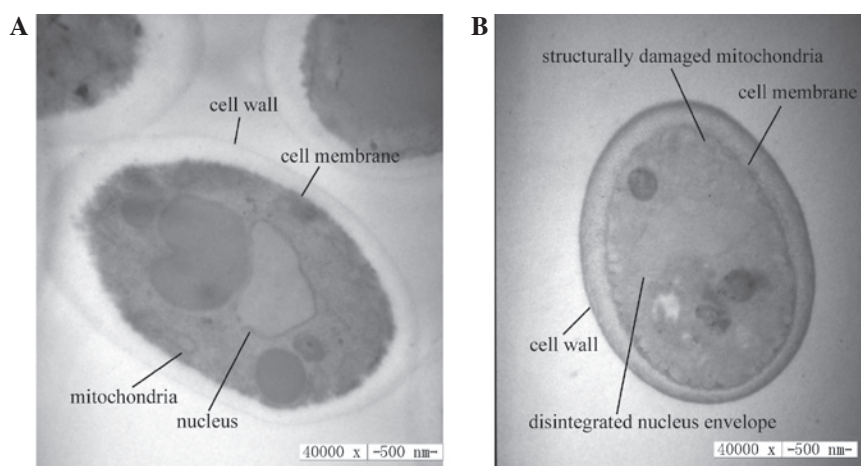 A
cell wall
cell membrane
mitochondria
nucleus
40000 x -500 nm-
B
structurally damaged mitochondria
cell membrane
cell wall
disintegrated nucleus envelope
40000 x -500 nm-